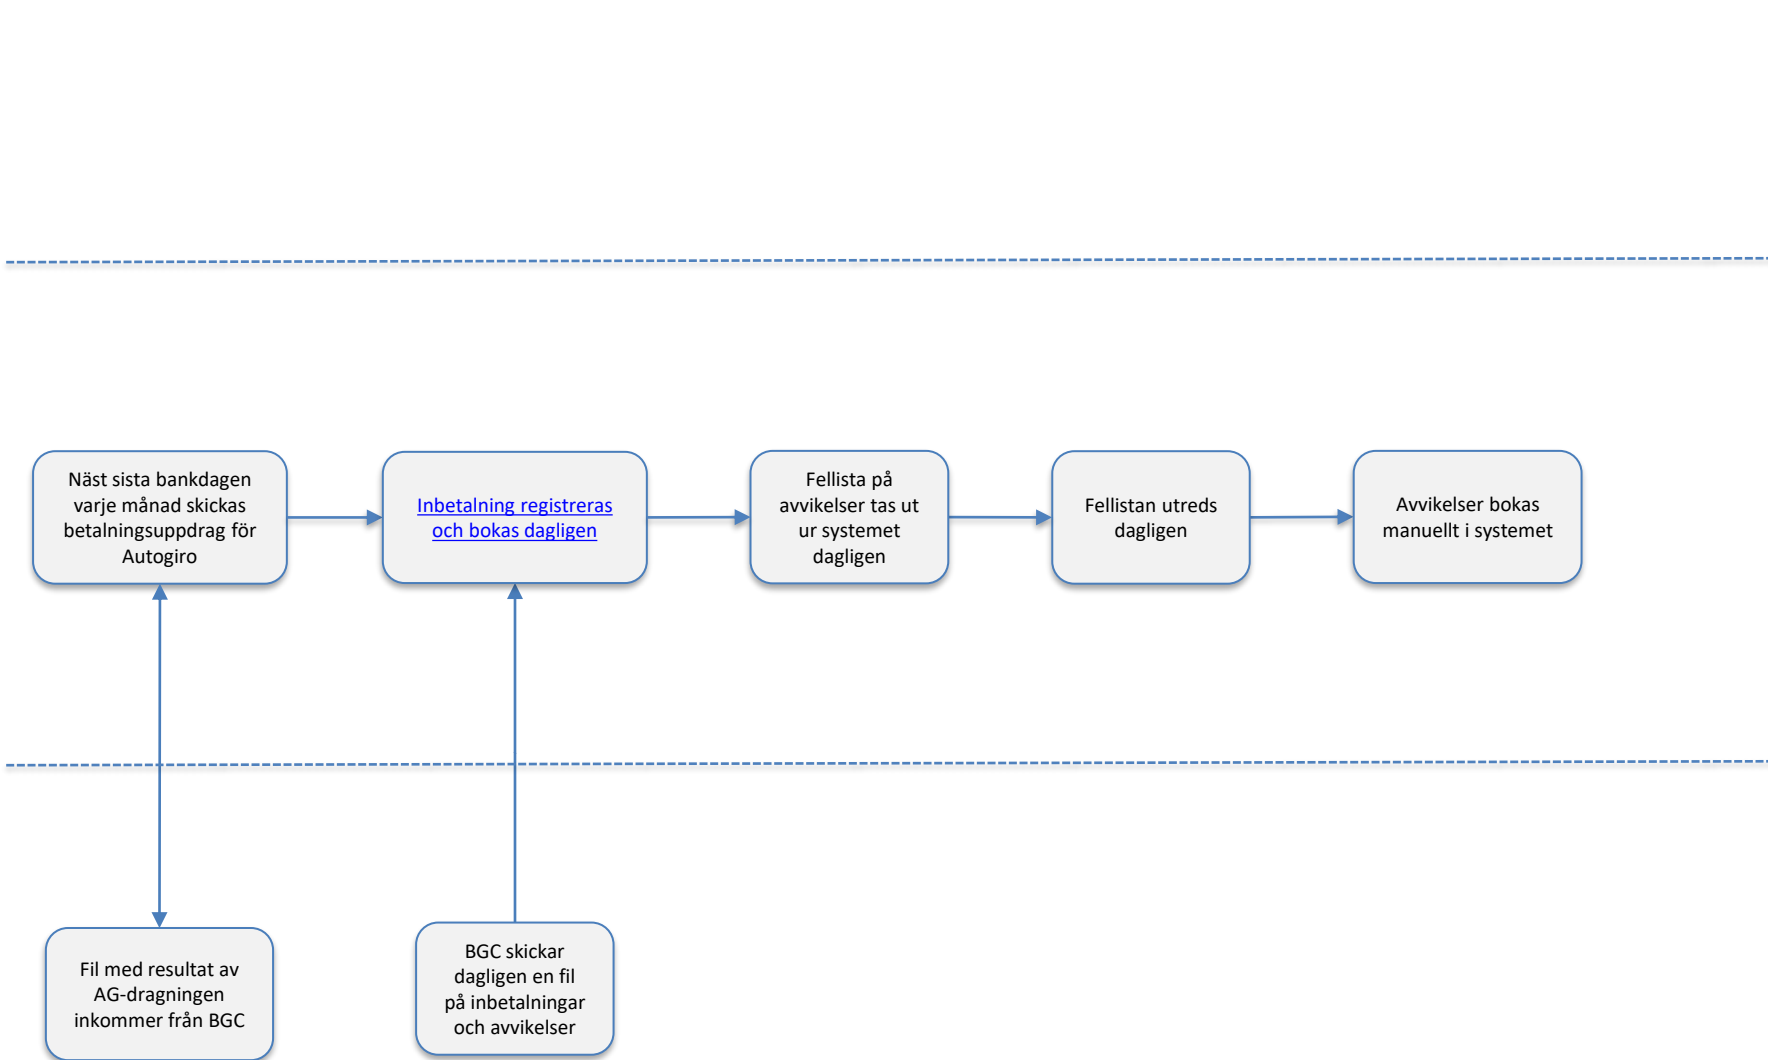 Näst sista bankdagen
varje månad skickas
betalningsuppdrag för
Autogiro
Inbetalning registreras
och bokas dagligen
Fellista på
avvikelser tas ut
ur systemet
dagligen
Fellistan utreds
dagligen
Avvikelser bokas
manuellt i systemet
Fil med resultat av
AG-dragningen
inkommer från BGC
BGC skickar
dagligen en fil
på inbetalningar
och avvikelser